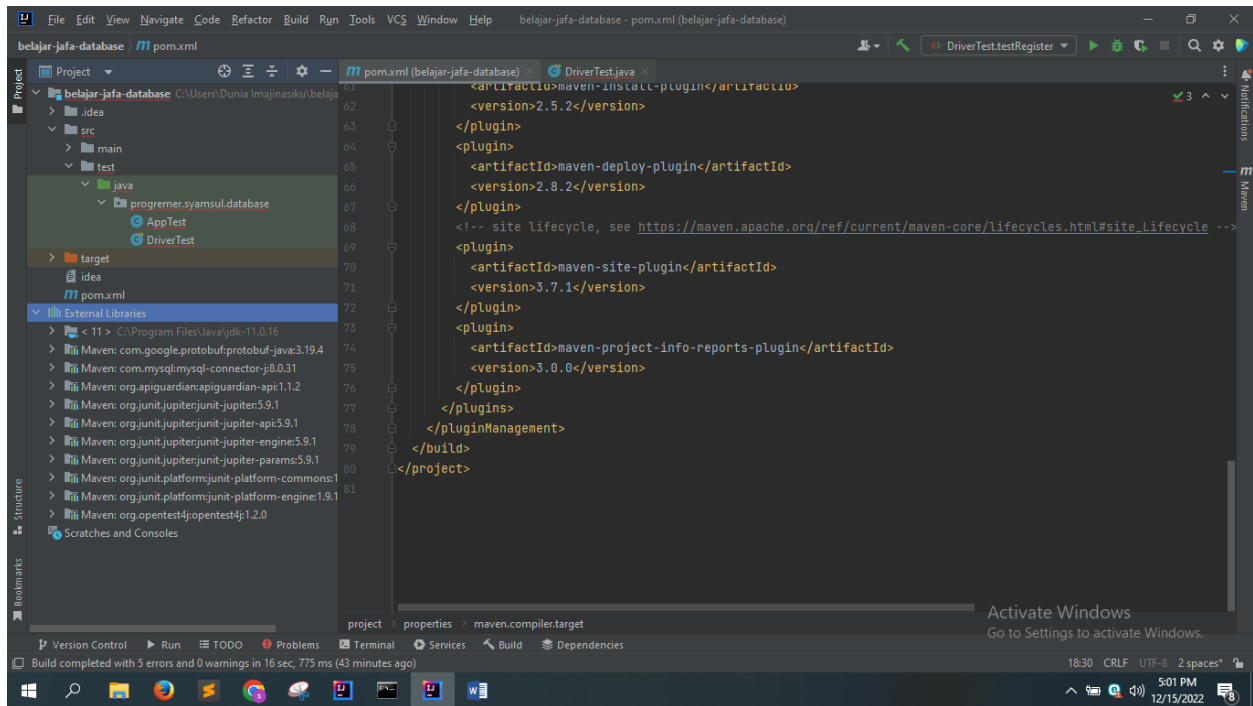 File Edit View Navigate Code Refactor Build Run Tools VCS Window Help belajar-jafa-database - pom.xml (belajar-jafa-database)
belajar-jafa-database pom.xml
DriverTest.testRegister
Project
pom.xml (belajar-jafa-database)
DriverTest.java
Project
belajar-jafa-database C:\Users\Dunia Imajinasiku\belaja
.idea
src
main
test
java
progremer.syamsul.database
AppTest
DriverTest
target
idea
pom.xml
External Libraries
< 11 > C:\Program Files\Java\jdk-11.0.16
Maven: com.google.protobuf:protobuf-java:3.19.4
Maven: com.mysql:mysql-connector-j:8.0.31
Maven: org.apiguardian:apiguardian-api:1.1.2
Maven: org.junit.jupiter:junit-jupiter:5.9.1
Maven: org.junit.jupiter:junit-jupiter-api:5.9.1
Maven: org.junit.jupiter:junit-jupiter-engine:5.9.1
Maven: org.junit.jupiter:junit-jupiter-params:5.9.1
Maven: org.junit.platform:junit-platform-commons:1
Maven: org.junit.platform:junit-platform-engine:1.9.1
Maven: org.opentest4j:opentest4j:1.2.0
Scratches and Consoles
Structure
Bookmarks
61 <artifactId>maven-install-plugin</artifactId>
62 <version>2.5.2</version>
63 </plugin>
64 <plugin>
65 <artifactId>maven-deploy-plugin</artifactId>
66 <version>2.8.2</version>
67 </plugin>
68 <!-- site lifecycle, see https://maven.apache.org/ref/current/maven-core/lifecycles.html#site_Lifecycle -->
69 <plugin>
70 <artifactId>maven-site-plugin</artifactId>
71 <version>3.7.1</version>
72 </plugin>
73 <plugin>
74 <artifactId>maven-project-info-reports-plugin</artifactId>
75 <version>3.0.0</version>
76 </plugin>
77 </plugins>
78 </pluginManagement>
79 </build>
80 </project>
81
3
Notifications
Maven
project properties maven.compiler.target
Activate Windows
Go to Settings to activate Windows.
Version Control Run TODO Problems Terminal Services Build Dependencies
Build completed with 5 errors and 0 warnings in 16 sec, 775 ms (43 minutes ago)
18:30 CRLF UTF-8 2 spaces*
5:01 PM
12/15/2022
8